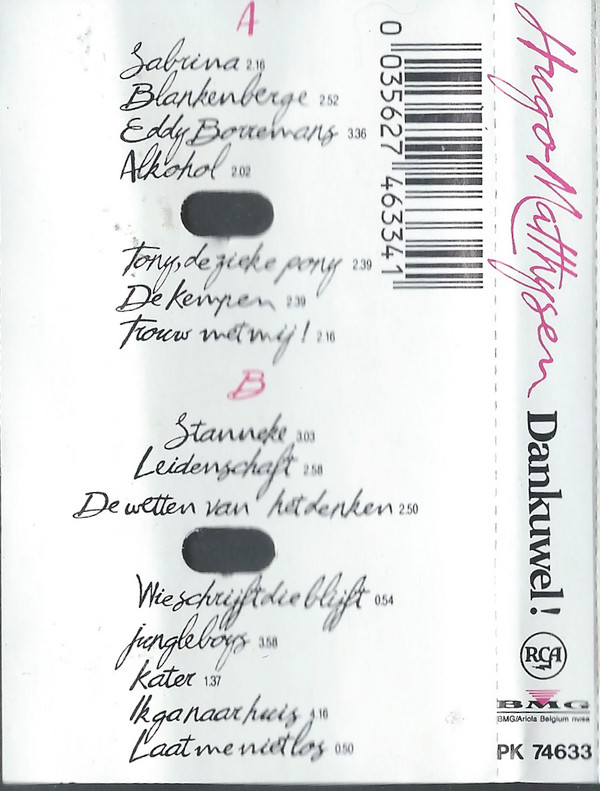 A
Sabrina 2.16
Blankenberge 2.52
Eddy Borremans 3.36
Alkohol 2.02
Tony, de zieke pony 2.39
De Kempen 2.39
Trouw met mij! 2.16
B
Stanneke 3.03
Leidenschaft 2.58
De wetten van het denken 2.50
Wie schrijft die blijft 0.54
jungleboys 3.58
Kater 1.37
Ik ga naar huis 4.16
Laat me niet los 0.50
0 035627 463341
Hugo Matthysen Dankuwel!
RCA
BMG
BMG/Ariola Belgium nv/sa
PK 74633